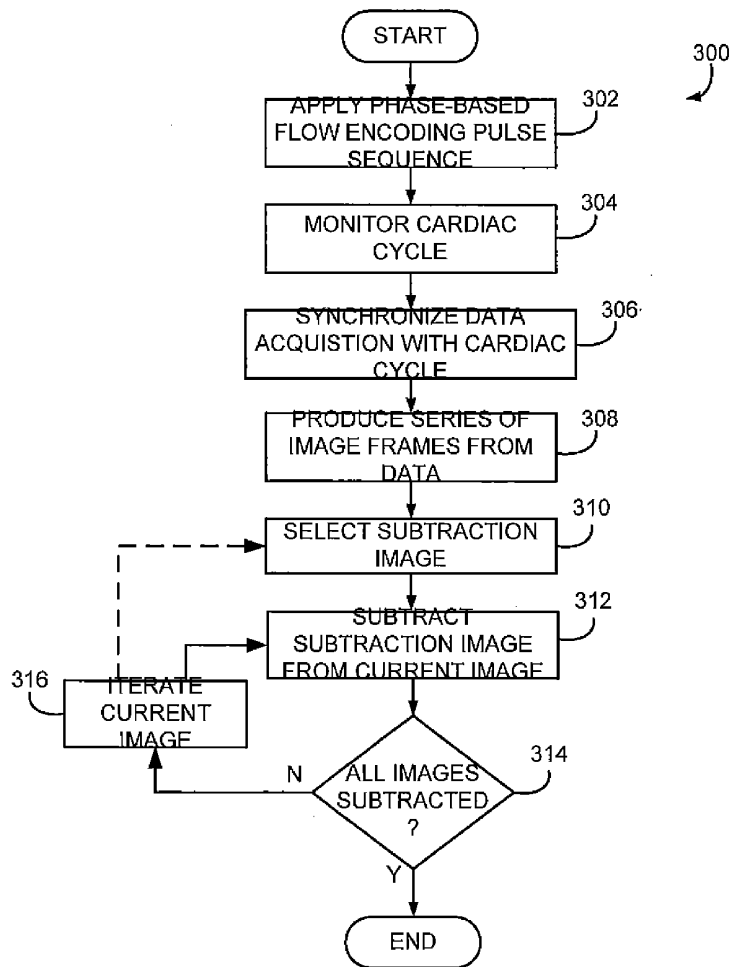 START
300
APPLY PHASE-BASED
FLOW ENCODING PULSE
SEQUENCE
302
MONITOR CARDIAC
CYCLE
304
SYNCHRONIZE DATA
ACQUISTION WITH CARDIAC
CYCLE
306
PRODUCE SERIES OF
IMAGE FRAMES FROM
DATA
308
SELECT SUBTRACTION
IMAGE
310
SUBTRACT
SUBTRACTION IMAGE
FROM CURRENT IMAGE
312
316
ITERATE
CURRENT
IMAGE
N
ALL IMAGES
SUBTRACTED
?
314
Y
END